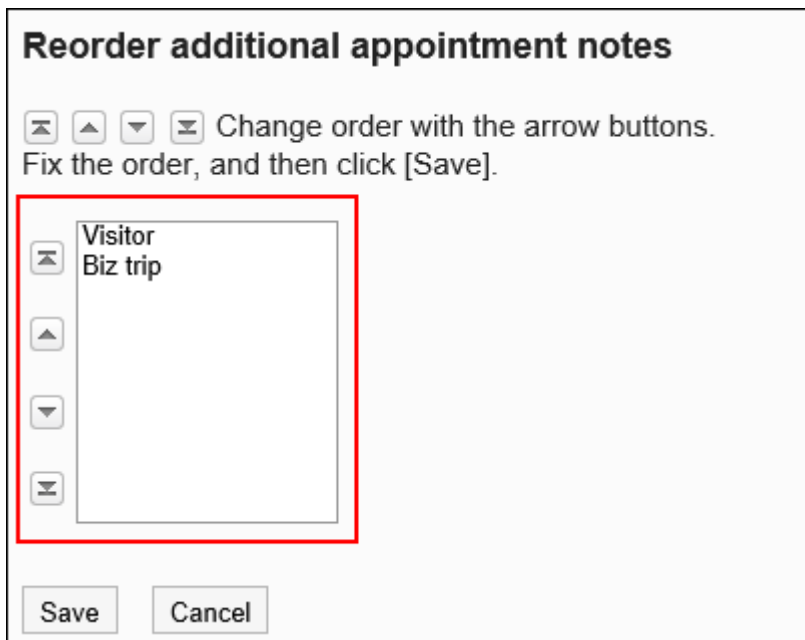 Reorder additional appointment notes
Change order with the arrow buttons.
Fix the order, and then click [Save].
Visitor
Biz trip
Save
Cancel